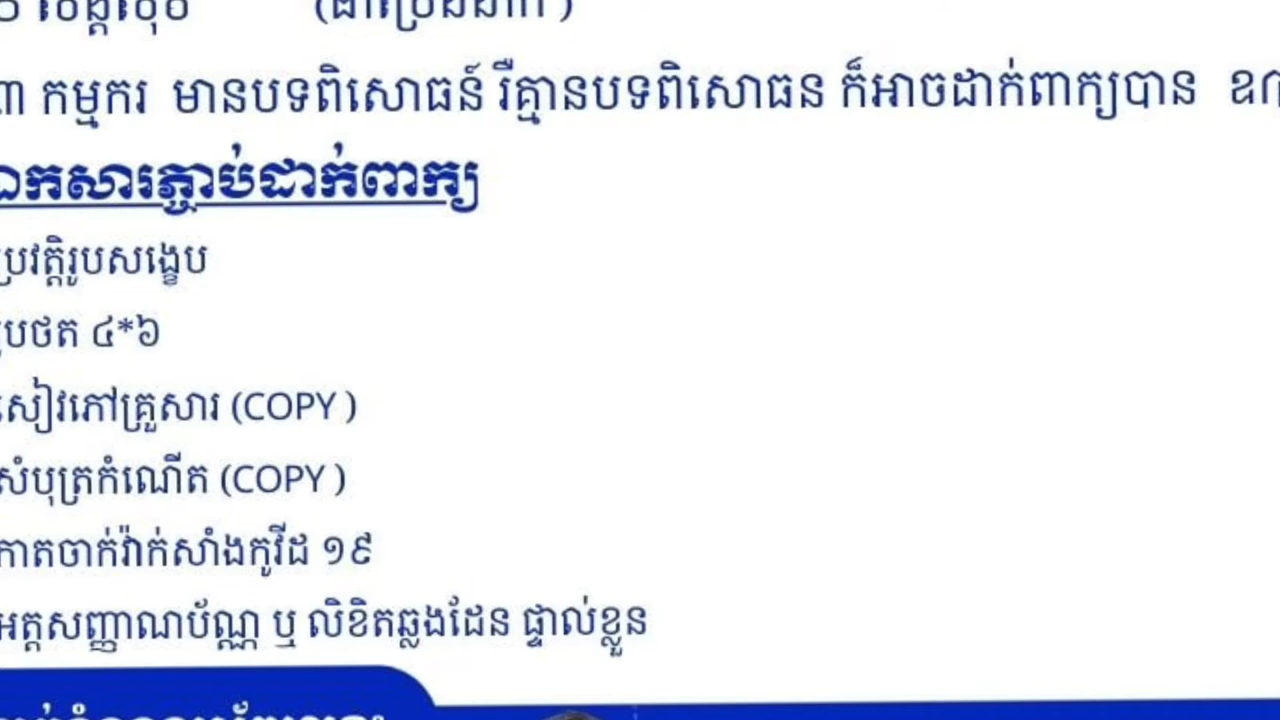 ៣ កម្មករ មានបទពិសោធន៍ រឺគ្មានបទពិសោធន ក៏អាចដាក់ពាក្យបាន
ឯកសារភ្ជាប់ដាក់ពាក្យ
ប្រវត្តិរូបសង្ខេប
រូបថត ៤*៦
សៀវភៅគ្រួសារ (COPY )
សំបុត្រកំណើត (COPY )
កាតចាក់វ៉ាក់សាំងកូវីដ ១៩
អត្តសញ្ញាណប័ណ្ណ ឬ លិខិតឆ្លងដែន ផ្ទាល់ខ្លួន